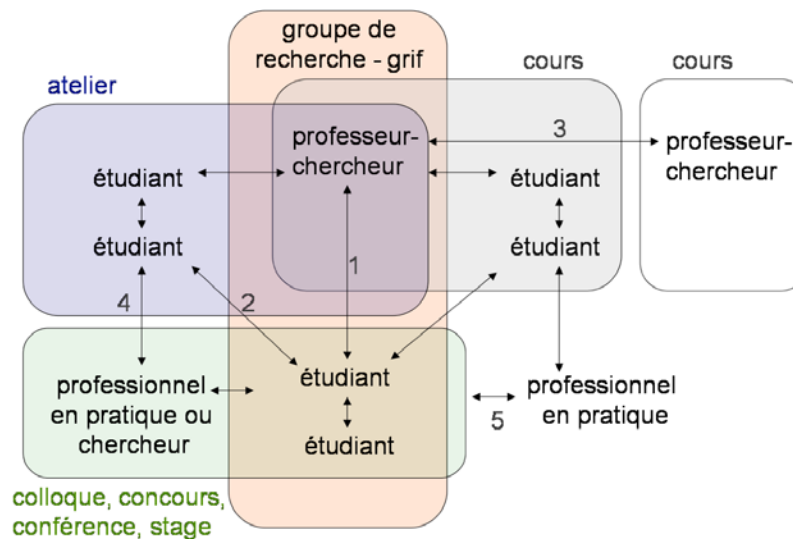 groupe de
recherche - grif
atelier
cours
cours
professeur-
chercheur
3
professeur-
chercheur
étudiant
étudiant
étudiant
étudiant
1
4
2
professionnel
en pratique ou
chercheur
étudiant
étudiant
5
professionnel
en pratique
colloque, concours,
conférence, stage